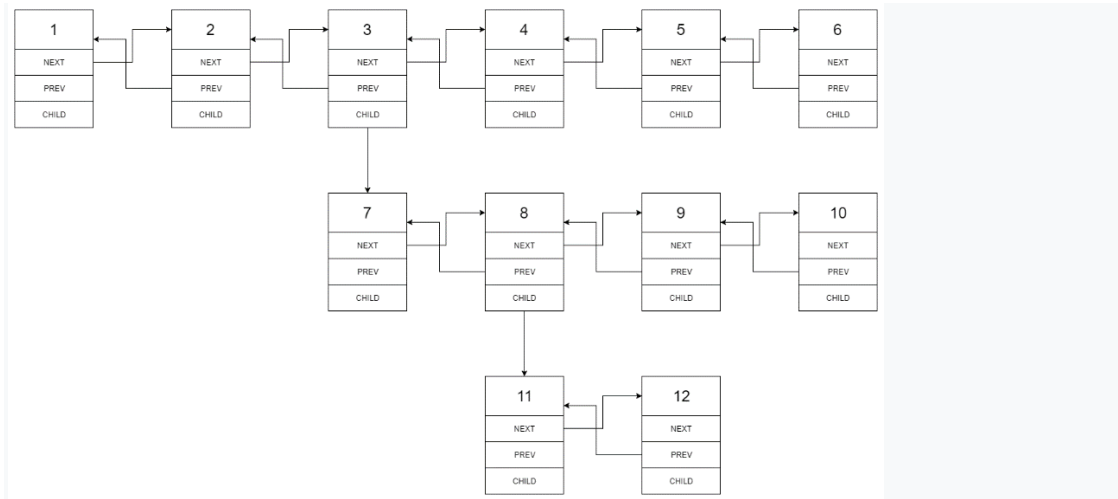 1 2 3 4 5 6
NEXT NEXT NEXT NEXT NEXT NEXT
PREV PREV PREV PREV PREV PREV
CHILD CHILD CHILD CHILD CHILD CHILD
7 8 9 10
NEXT NEXT NEXT NEXT
PREV PREV PREV PREV
CHILD CHILD CHILD CHILD
11 12
NEXT NEXT
PREV PREV
CHILD CHILD